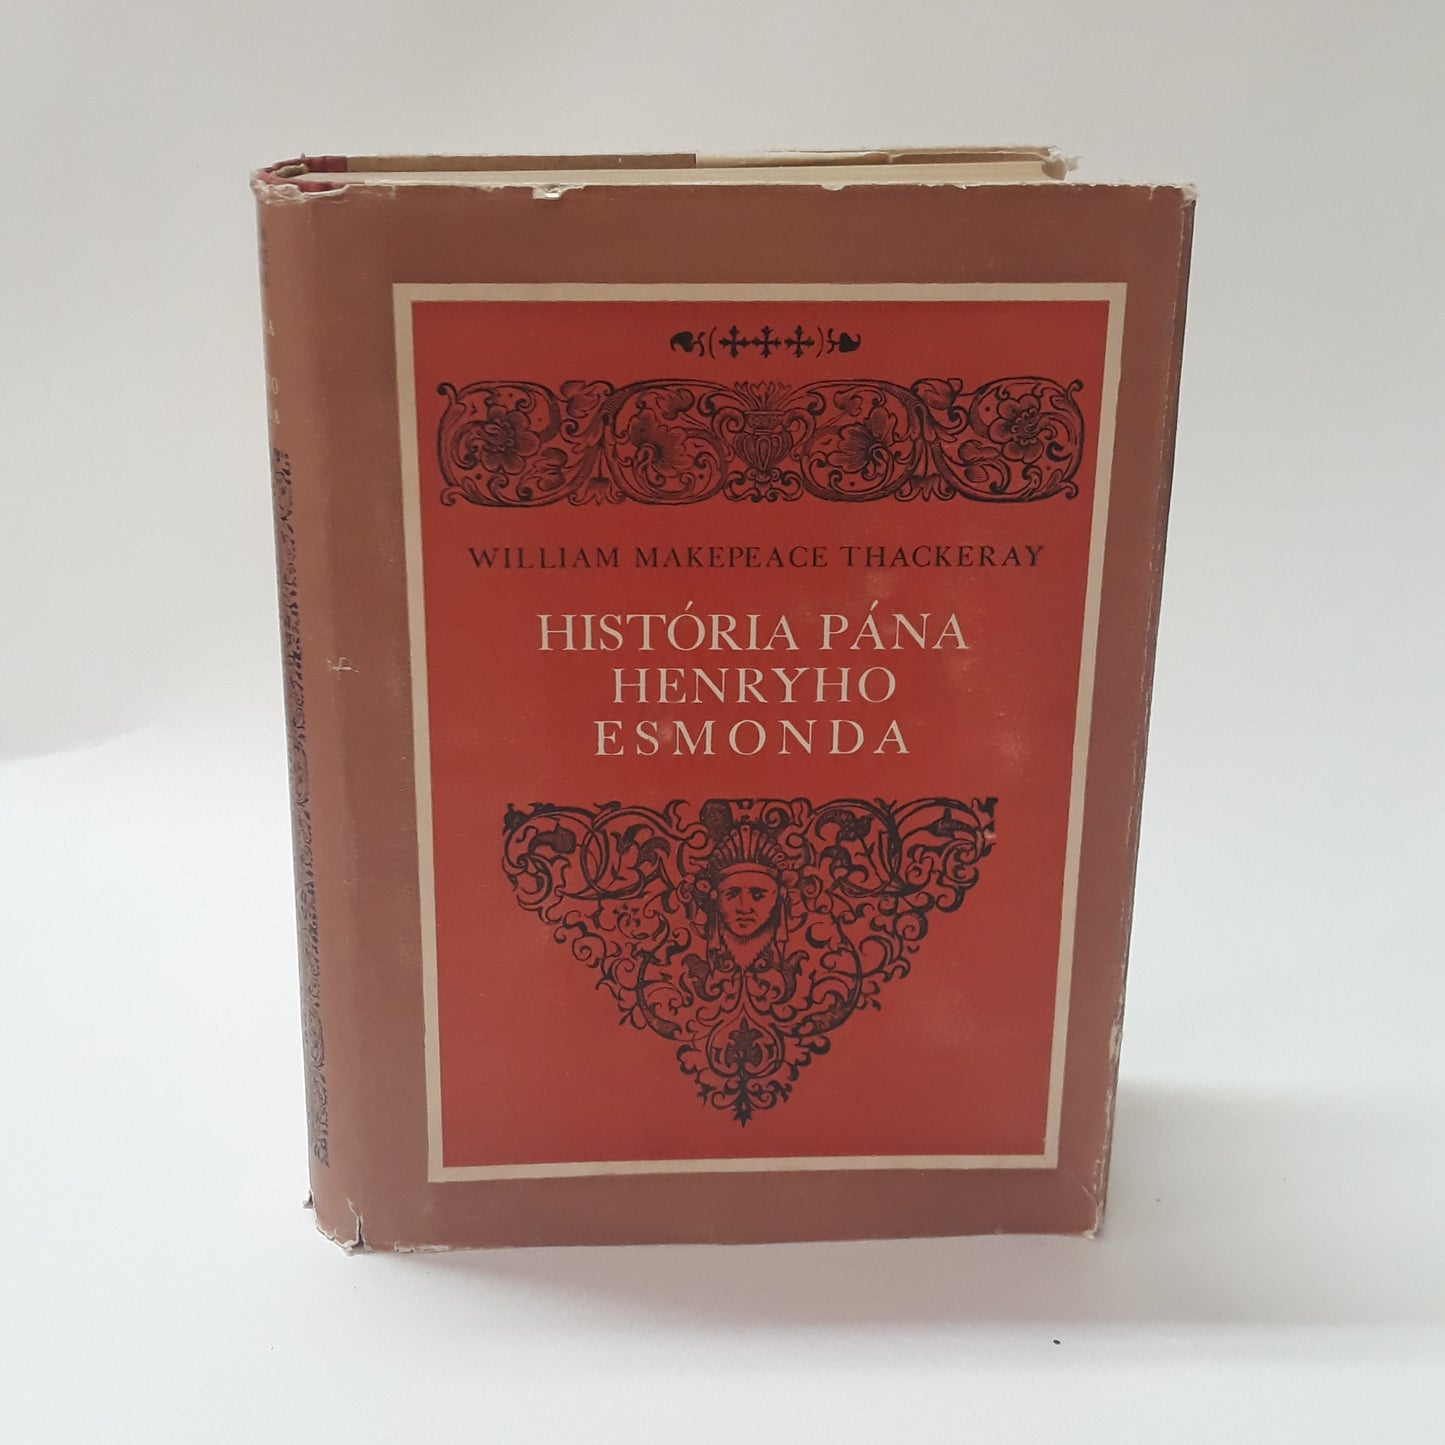 WILLIAM MAKEPEACE THACKERAY
HISTÓRIA PÁNA
HENRYHO
ESMONDA